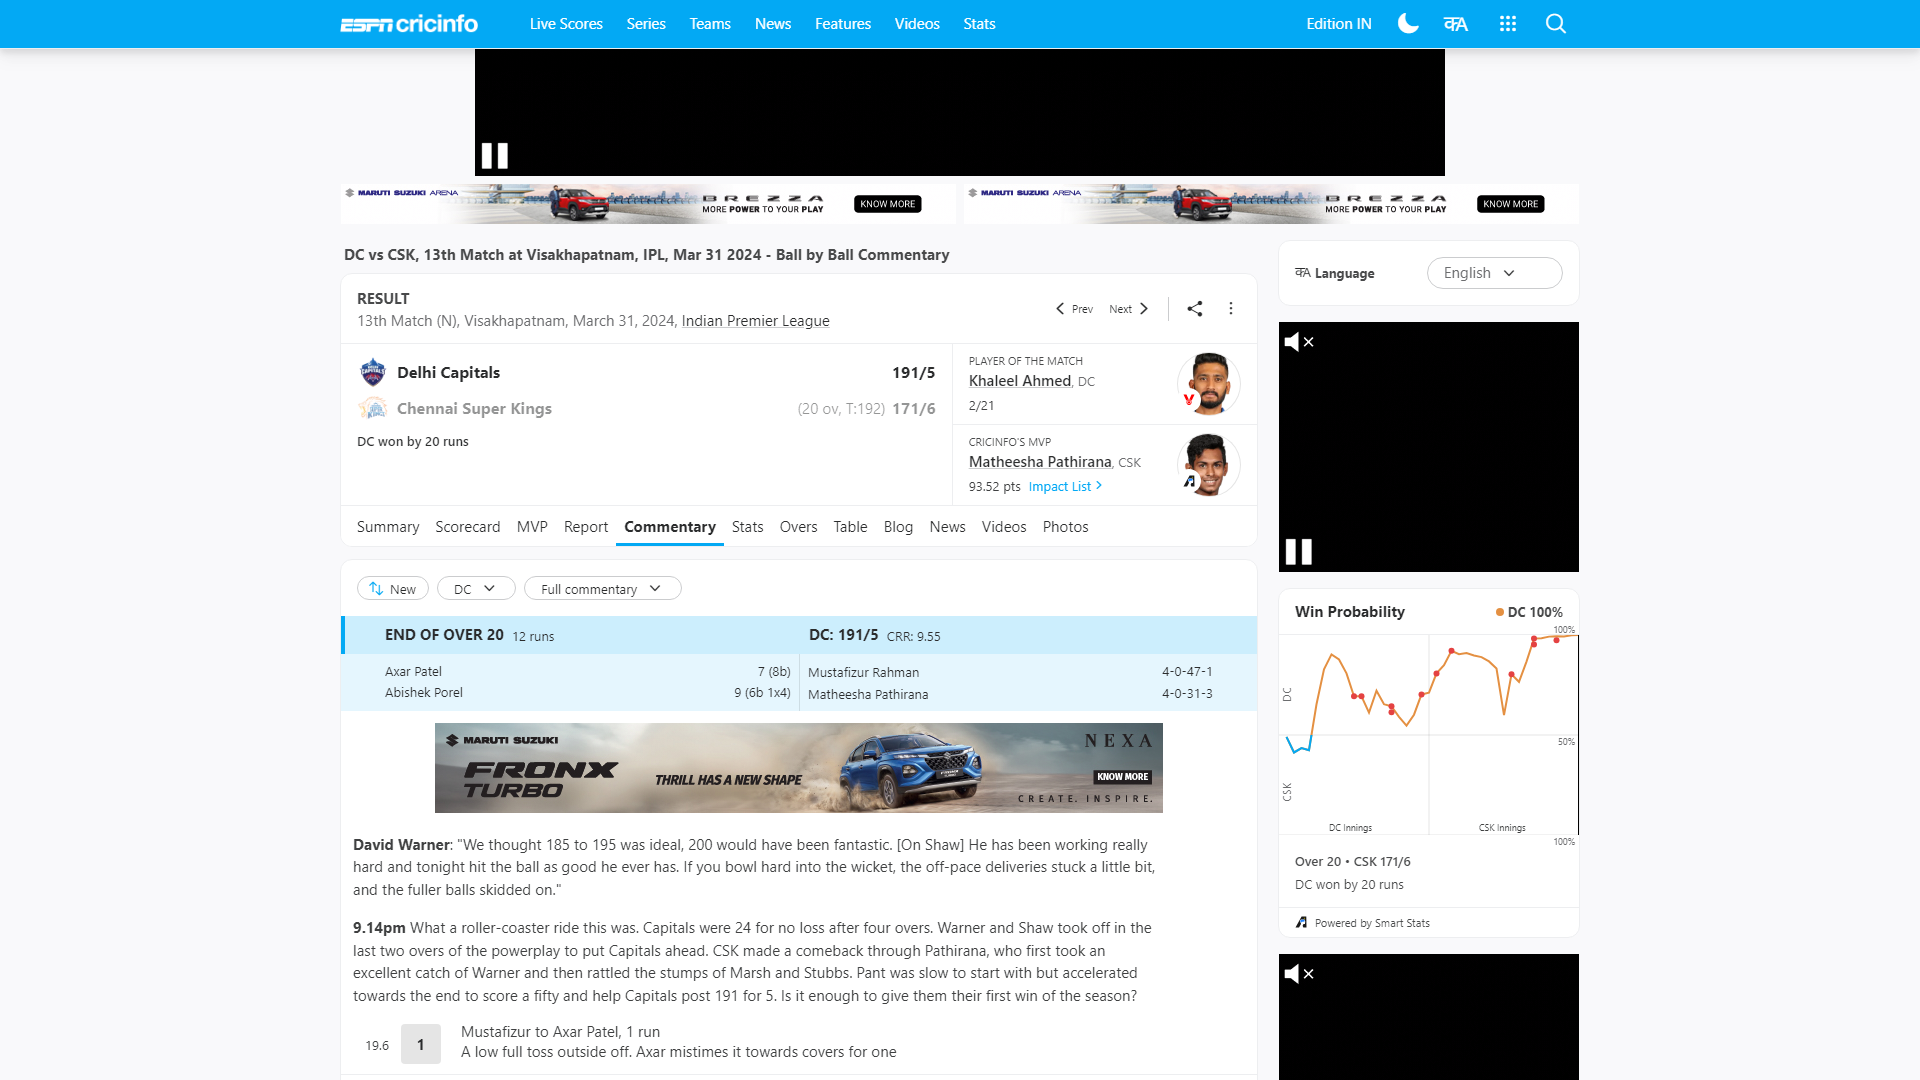 ESPN cricinfo
Live Scores Series Teams News Features Videos Stats
Edition IN
MARUTI SUZUKI ARENA
BREZZA
MORE POWER TO YOUR PLAY
KNOW MORE
MARUTI SUZUKI ARENA
BREZZA
MORE POWER TO YOUR PLAY
KNOW MORE
DC vs CSK, 13th Match at Visakhapatnam, IPL, Mar 31 2024 - Ball by Ball Commentary
RESULT
13th Match (N), Visakhapatnam, March 31, 2024, Indian Premier League
Prev Next
Delhi Capitals 191/5
Chennai Super Kings (20 ov, T:192) 171/6
DC won by 20 runs
PLAYER OF THE MATCH
Khaleel Ahmed, DC
2/21
CRICINFO'S MVP
Matheesha Pathirana, CSK
93.52 pts Impact List
Summary Scorecard MVP Report Commentary Stats Overs Table Blog News Videos Photos
New DC Full commentary
END OF OVER 20 12 runs DC: 191/5 CRR: 9.55
Axar Patel 7 (8b) Mustafizur Rahman 4-0-47-1
Abishek Porel 9 (6b 1x4) Matheesha Pathirana 4-0-31-3
MARUTI SUZUKI
FRONX
TURBO
THRILL HAS A NEW SHAPE
NEXA
KNOW MORE
CREATE. INSPIRE.
David Warner: "We thought 185 to 195 was ideal, 200 would have been fantastic. [On Shaw] He has been working really
hard and tonight hit the ball as good he ever has. If you bowl hard into the wicket, the off-pace deliveries stuck a little bit,
and the fuller balls skidded on."
9.14pm What a roller-coaster ride this was. Capitals were 24 for no loss after four overs. Warner and Shaw took off in the
last two overs of the powerplay to put Capitals ahead. CSK made a comeback through Pathirana, who first took an
excellent catch of Warner and then rattled the stumps of Marsh and Stubbs. Pant was slow to start with but accelerated
towards the end to score a fifty and help Capitals post 191 for 5. Is it enough to give them their first win of the season?
19.6 1 Mustafizur to Axar Patel, 1 run
A low full toss outside off. Axar mistimes it towards covers for one
Language English
Win Probability DC 100%
100%
DC
50%
CSK
DC Innings CSK Innings
100%
Over 20 • CSK 171/6
DC won by 20 runs
Powered by Smart Stats